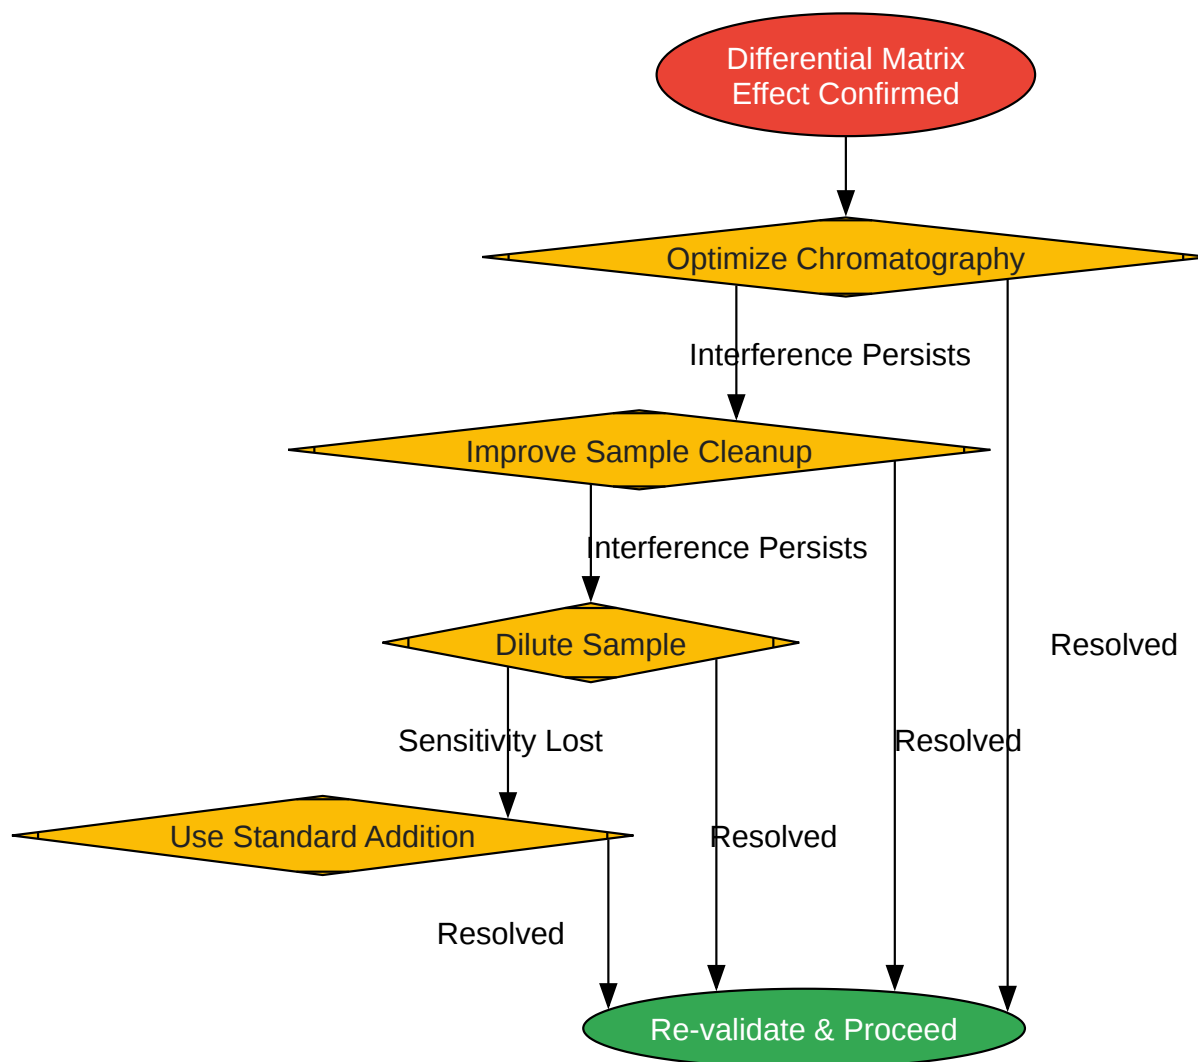 Differential Matrix
Effect Confirmed
Optimize Chromatography
Interference Persists
Improve Sample Cleanup
Interference Persists
Dilute Sample
Resolved
Sensitivity Lost
Resolved
Use Standard Addition
Resolved
Resolved
Re-validate & Proceed